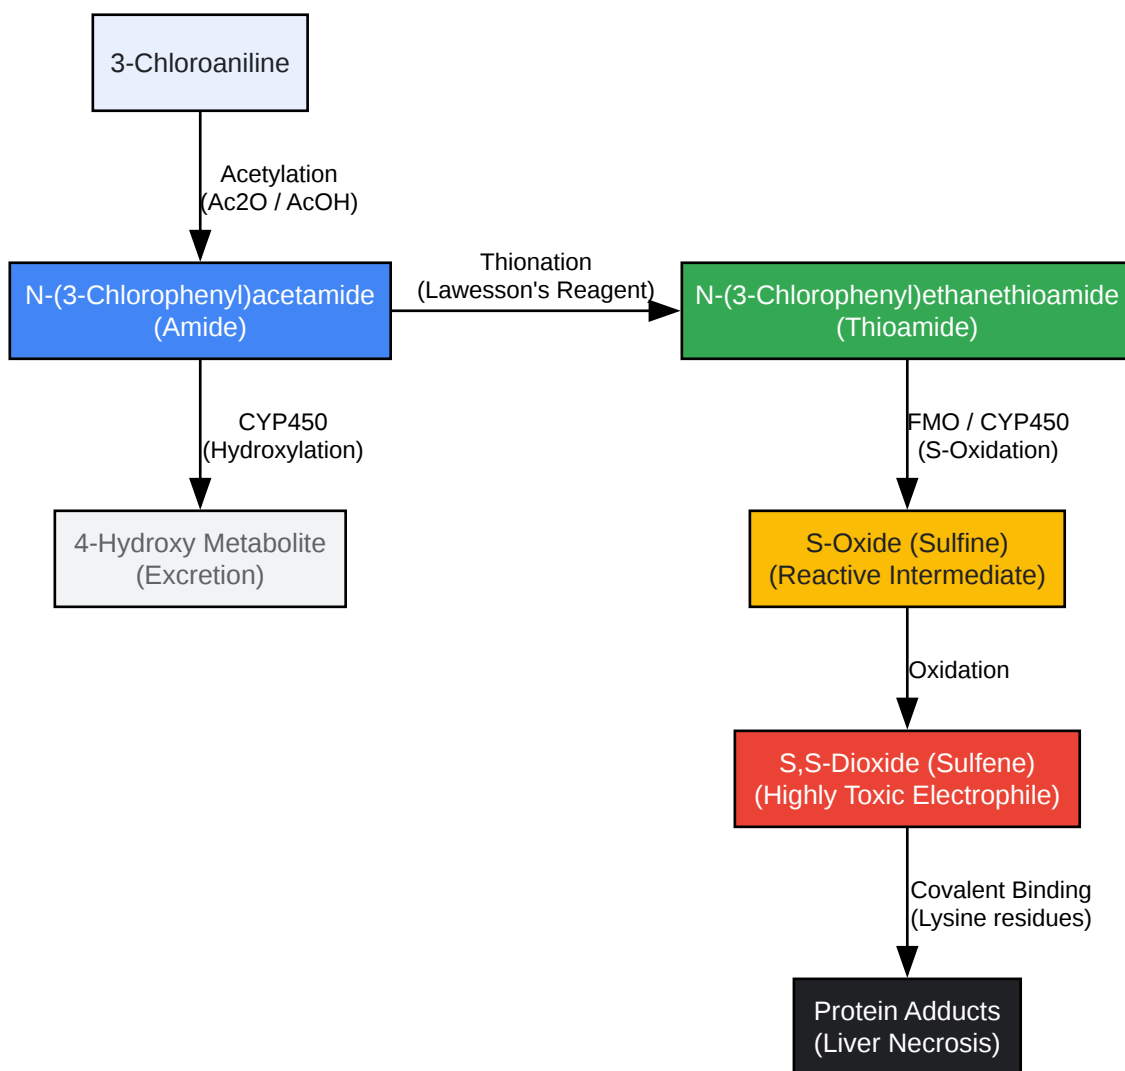 3-Chloroaniline
Acetylation
(Ac2O / AcOH)
N-(3-Chlorophenyl)acetamide
(Amide)
Thionation
(Lawesson's Reagent)
N-(3-Chlorophenyl)ethanethioamide
(Thioamide)
CYP450
(Hydroxylation)
FMO / CYP450
(S-Oxidation)
4-Hydroxy Metabolite
(Excretion)
S-Oxide (Sulfine)
(Reactive Intermediate)
Oxidation
S,S-Dioxide (Sulfene)
(Highly Toxic Electrophile)
Covalent Binding
(Lysine residues)
Protein Adducts
(Liver Necrosis)